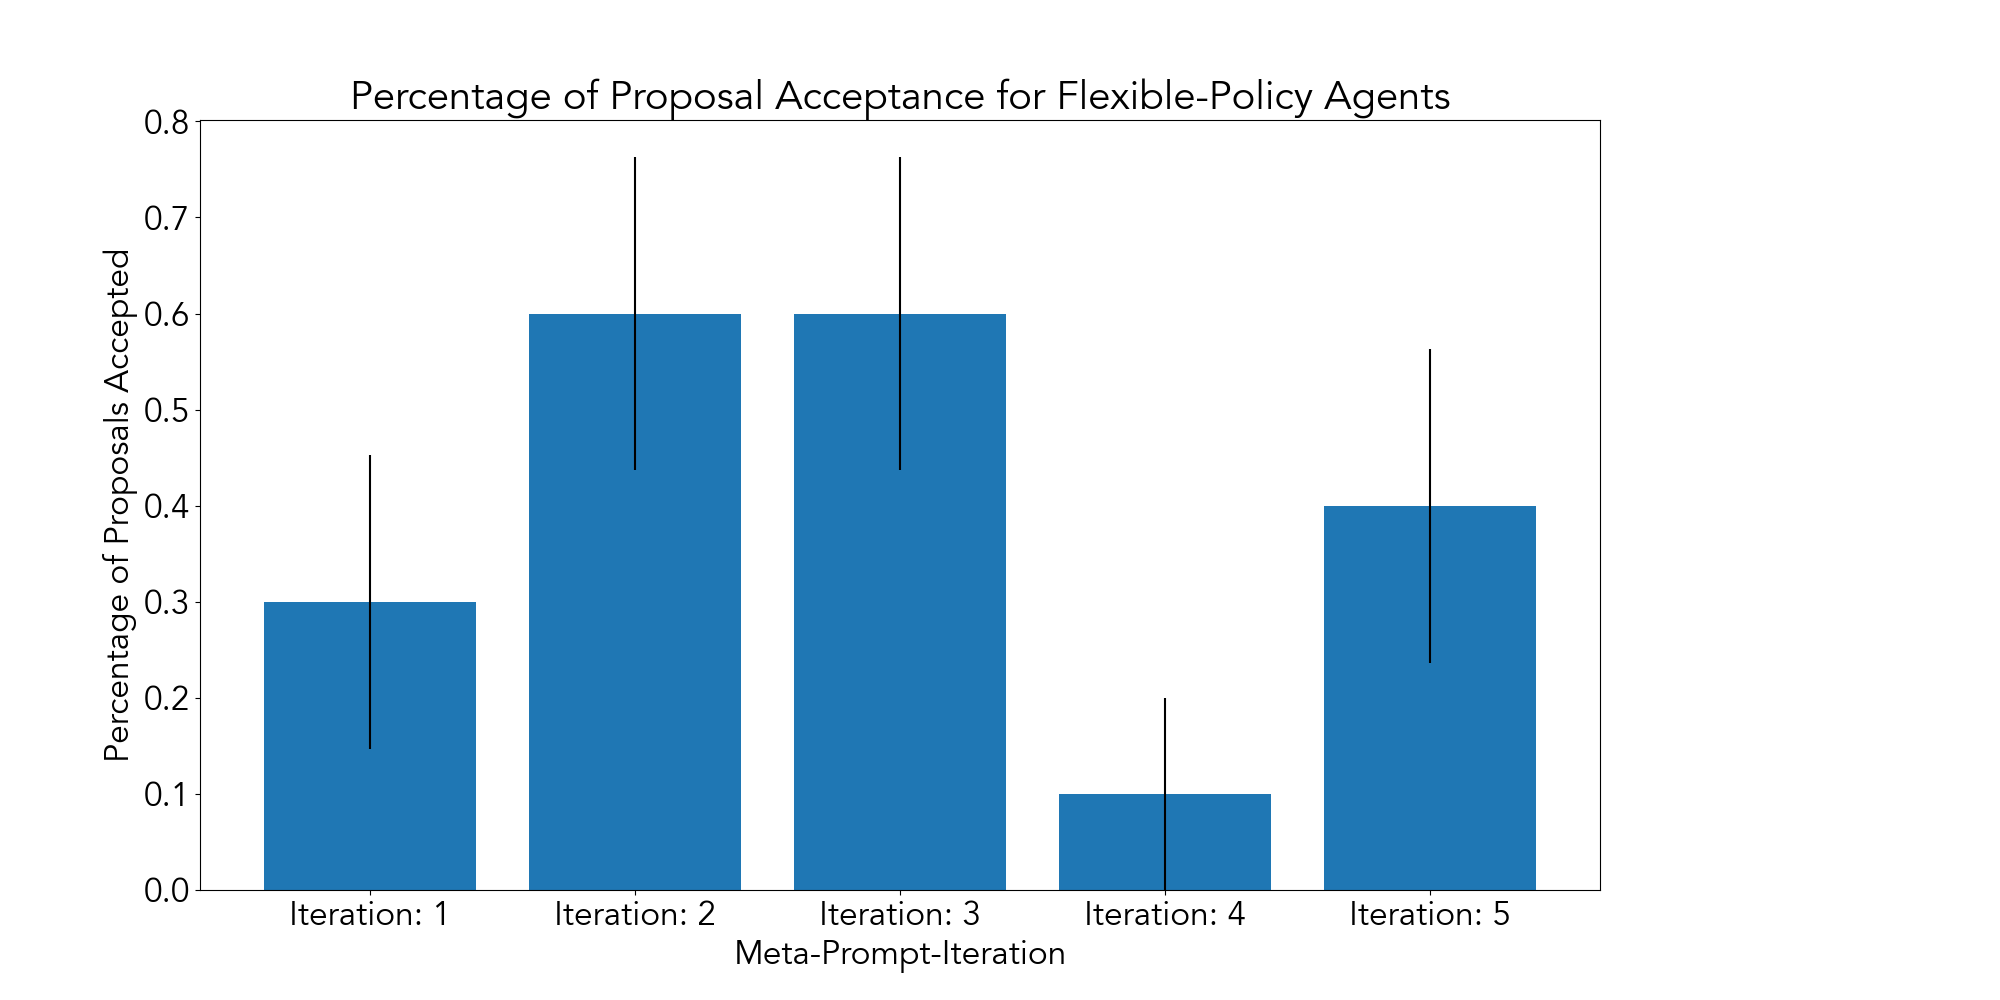 Percentage of Proposal Acceptance for Flexible-Policy Agents
Percentage of Proposals Accepted
0.8
0.7
0.6
0.5
0.4
0.3
0.2
0.1
0.0
Iteration: 1
Iteration: 2
Iteration: 3
Iteration: 4
Iteration: 5
Meta-Prompt-Iteration